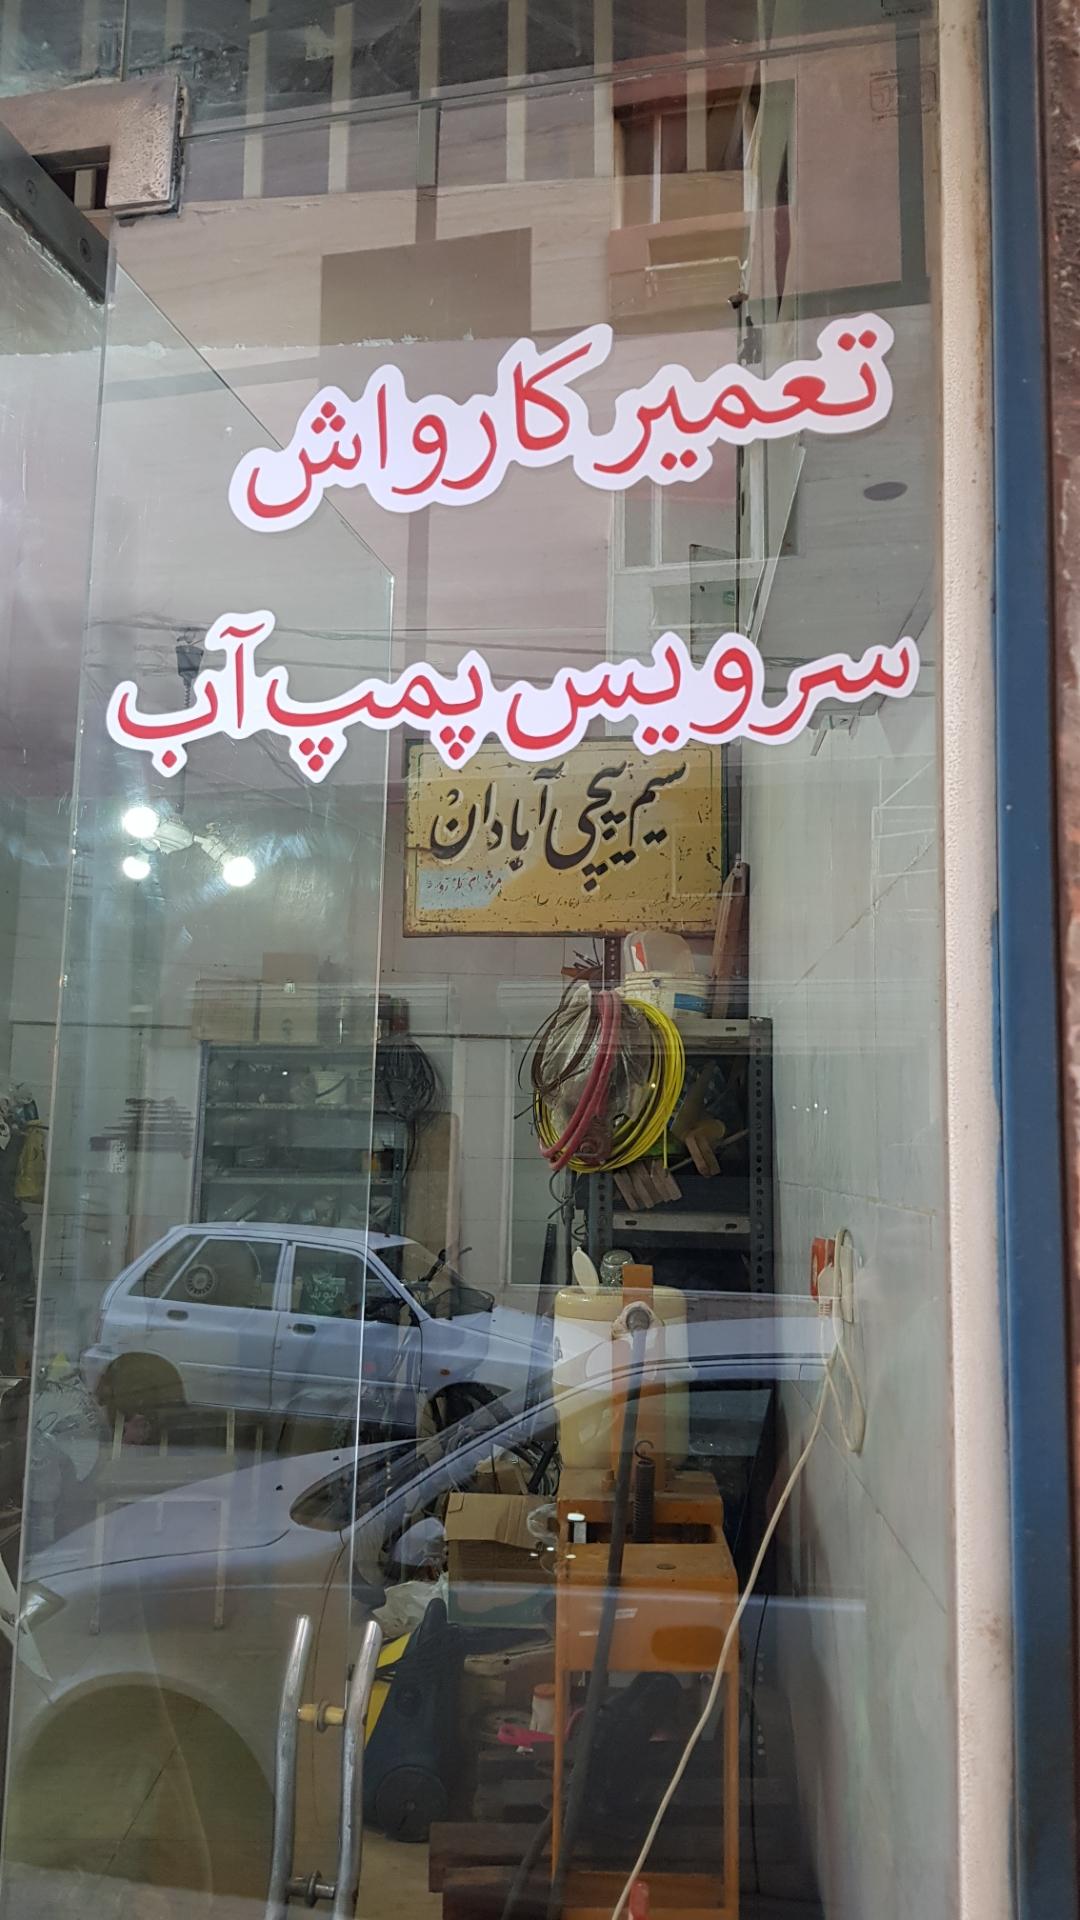 تعمیر کارواش
سرویس پمپ آب
سیم پیچی آبادان